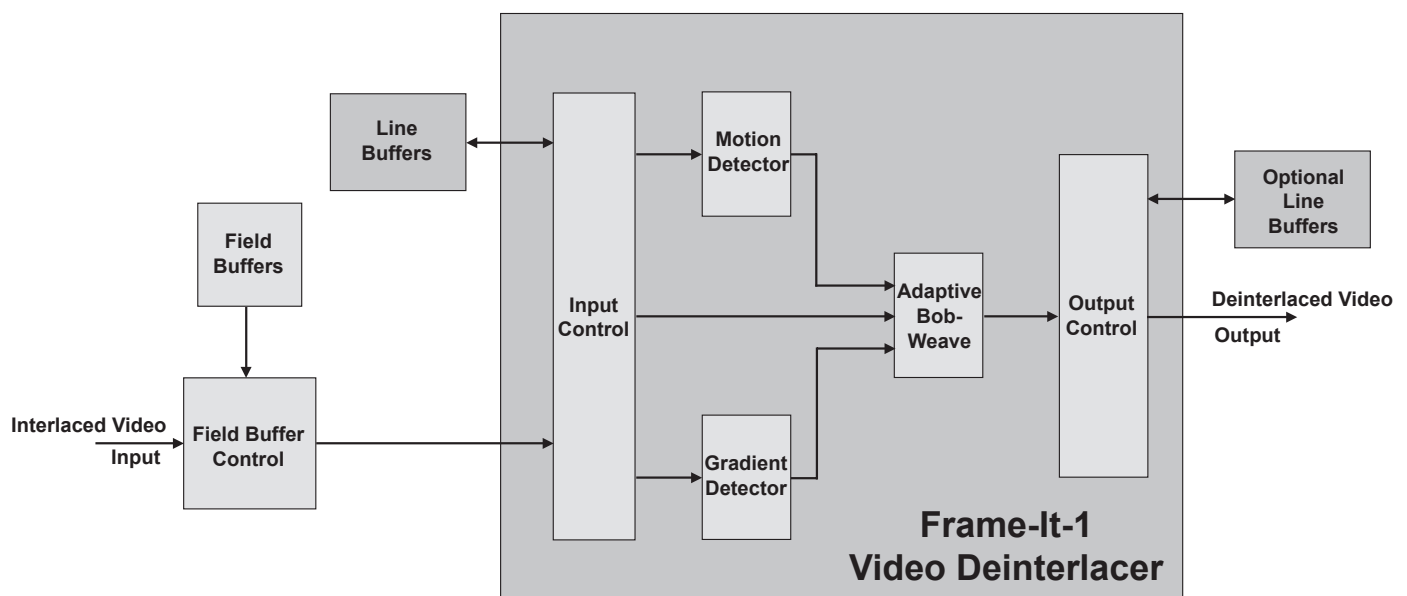 Line
Buffers
Motion
Detector
Optional
Line
Buffers
Field
Buffers
Input
Control
Adaptive
Bob-
Weave
Output
Control
Deinterlaced Video
Output
Interlaced Video
Input
Field Buffer
Control
Gradient
Detector
Frame-It-1
Video Deinterlacer